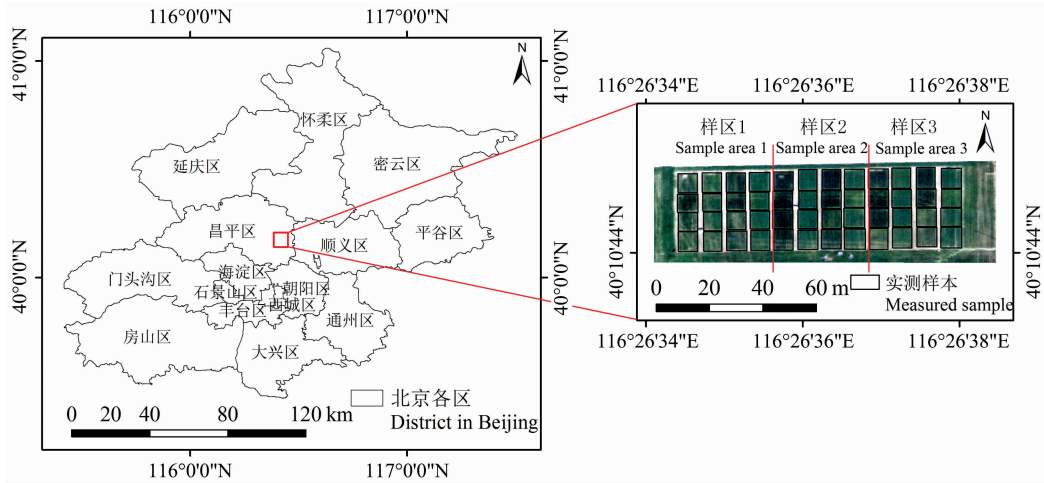 116°0'0"N
117°0'0"N
41°0'0"N
41°0'0"N
N
怀柔区
延庆区
密云区
昌平区
顺义区
平谷区
海淀区
门头沟区
朝阳区
石景山区
西城区
丰台区
通州区
房山区
大兴区
40°0'0"N
40°0'0"N
北京各区
District in Beijing
0 20 40 80 120 km
116°0'0"N
117°0'0"N
116°26'34"E
116°26'36"E
116°26'38"E
N
样区1
样区2
样区3
Sample area 1
Sample area 2
Sample area 3
40°10'44"N
40°10'44"N
实测样本
Measured sample
0 20 40 60 m
116°26'34"E
116°26'36"E
116°26'38"E